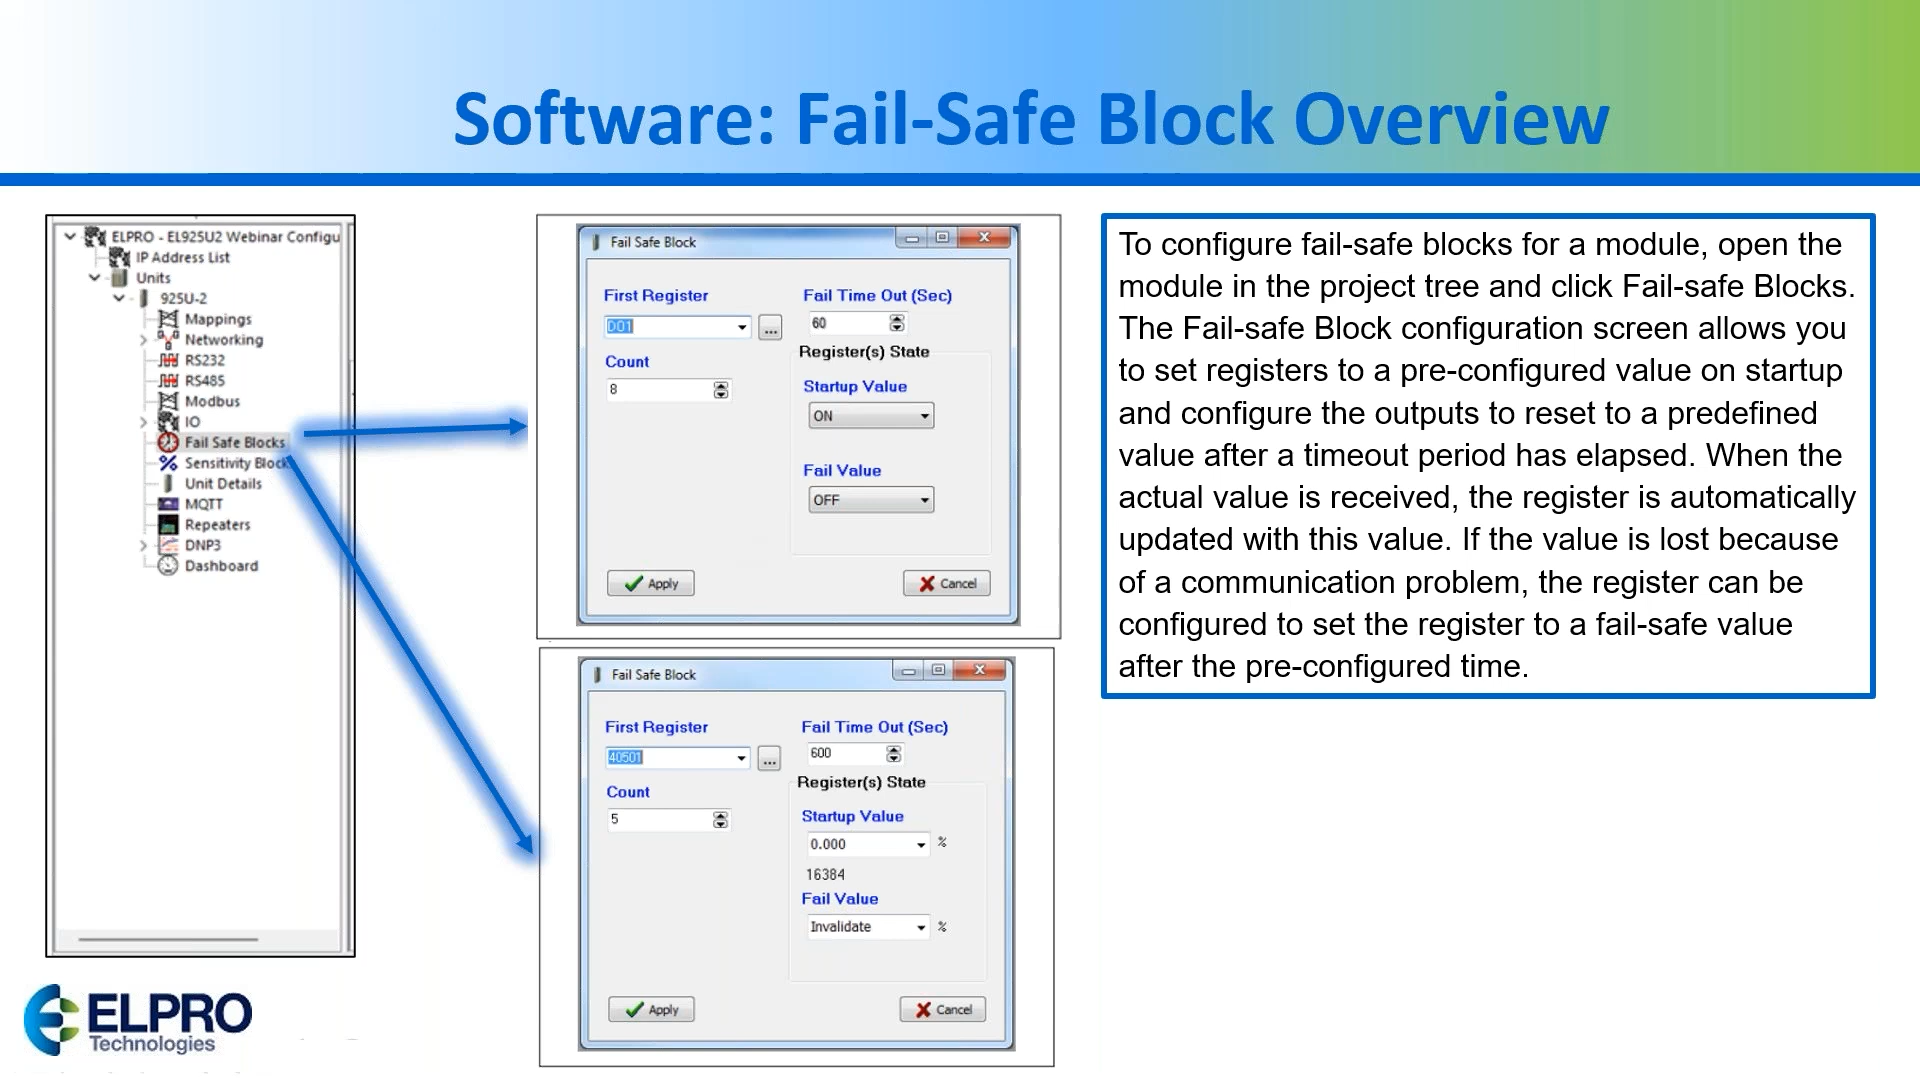 Software: Fail-Safe Block Overview
ELPRO - EL925U2 Webinar Configu
IP Address List
Units
925U-2
Mappings
Networking
RS232
RS485
Modbus
IO
Fail Safe Blocks
Sensitivity Block
Unit Details
MQTT
Repeaters
DNP3
Dashboard
Fail Safe Block
First Register
DO1
...
Count
8
Fail Time Out (Sec)
60
Register(s) State
Startup Value
ON
Fail Value
OFF
Apply
Cancel
Fail Safe Block
First Register
40501
...
Count
5
Fail Time Out (Sec)
600
Register(s) State
Startup Value
0.000 %
16384
Fail Value
Invalidate %
Apply
Cancel
To configure fail-safe blocks for a module, open the
module in the project tree and click Fail-safe Blocks.
The Fail-safe Block configuration screen allows you
to set registers to a pre-configured value on startup
and configure the outputs to reset to a predefined
value after a timeout period has elapsed. When the
actual value is received, the register is automatically
updated with this value. If the value is lost because
of a communication problem, the register can be
configured to set the register to a fail-safe value
after the pre-configured time.
ELPRO
Technologies